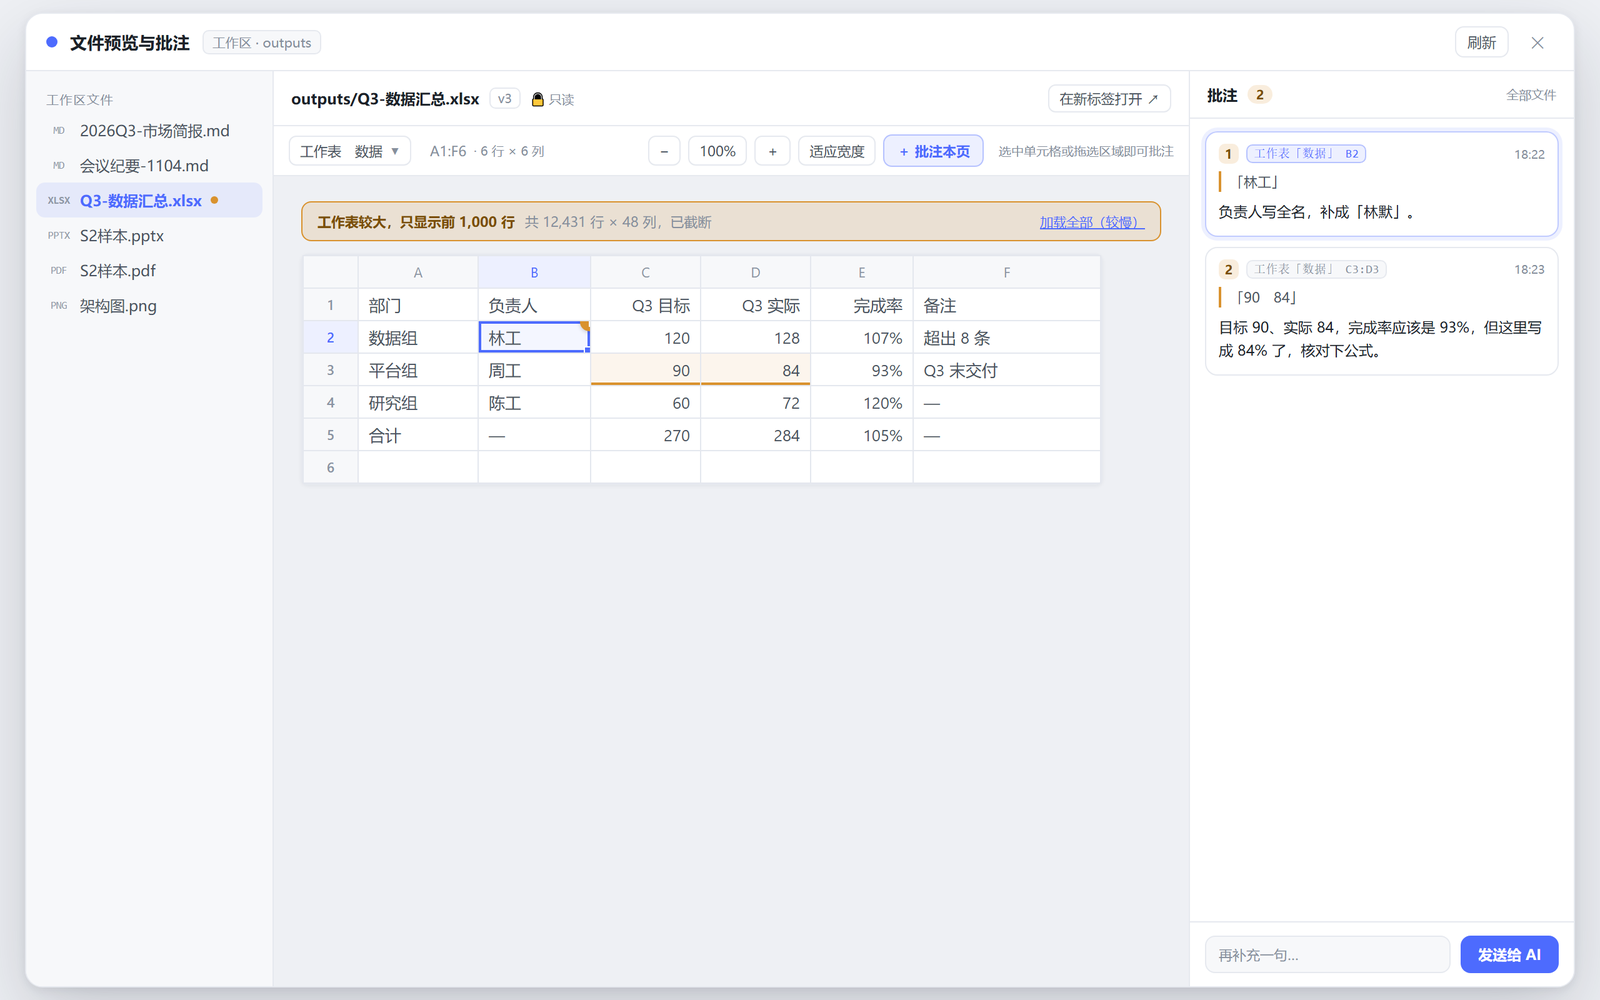 文件预览与批注 工作区 · outputs 刷新
工作区文件
MD 2026Q3-市场简报.md
MD 会议纪要-1104.md
XLSX Q3-数据汇总.xlsx
PPTX S2样本.pptx
PDF S2样本.pdf
PNG 架构图.png
outputs/Q3-数据汇总.xlsx v3 只读 在新标签打开 ↗
工作表 数据 ▾ A1:F6 · 6 行 × 6 列 − 100% + 适应宽度 + 批注本页 选中单元格或拖选区域即可批注
工作表较大，只显示前 1,000 行 共 12,431 行 × 48 列，已截断 加载全部（较慢）
A B C D E F
1 部门 负责人 Q3 目标 Q3 实际 完成率 备注
2 数据组 林工 120 128 107% 超出 8 条
3 平台组 周工 90 84 93% Q3 末交付
4 研究组 陈工 60 72 120% —
5 合计 — 270 284 105% —
6
批注 2 全部文件
1 工作表「数据」 B2 18:22
「林工」
负责人写全名，补成「林默」。
2 工作表「数据」 C3:D3 18:23
「90 84」
目标 90、实际 84，完成率应该是 93%，但这里写
成 84% 了，核对下公式。
再补充一句... 发送给 AI